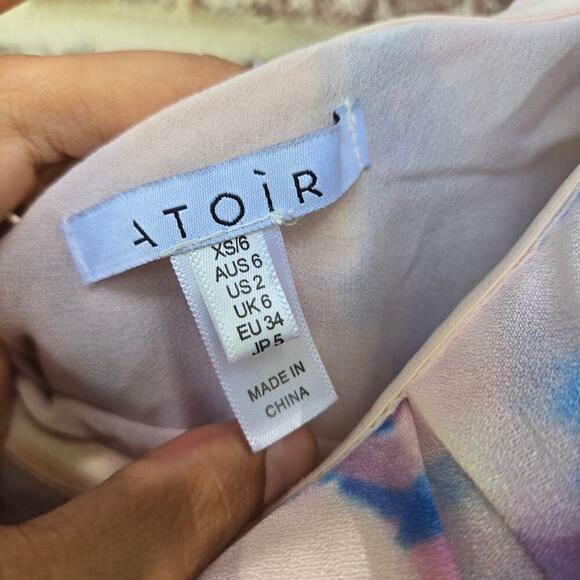 ATOÌR
XS/6
AUS 6
US 2
UK 6
EU 34
JP 5
MADE IN
CHINA